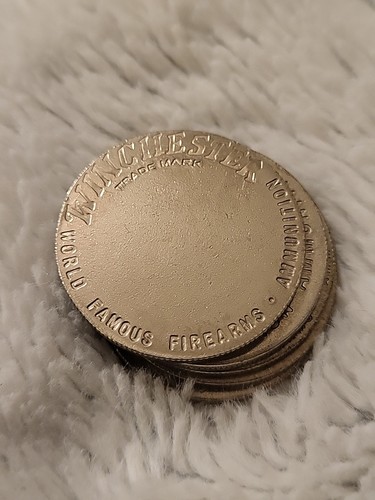 WINCHESTER
TRADE MARK
WORLD FAMOUS FIREARMS • AMMUNITION